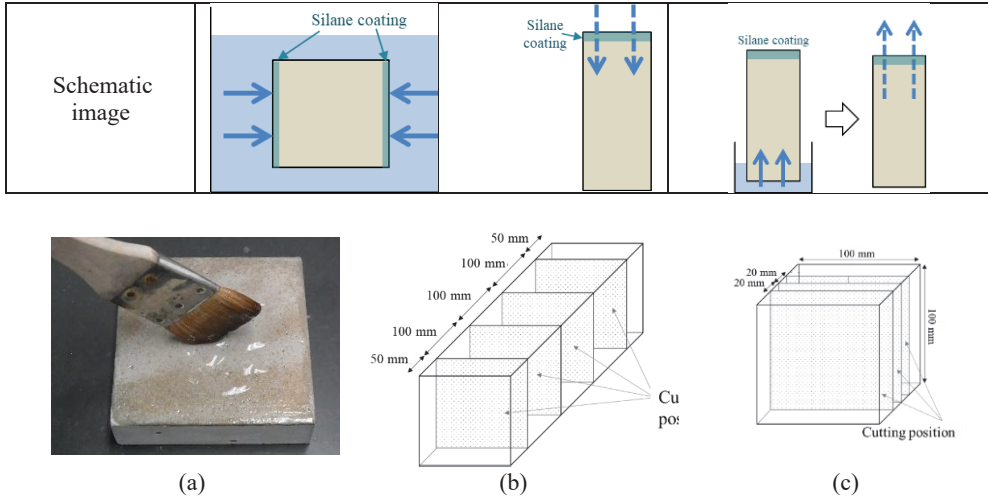 Schematic
image
Silane coating
Silane
coating
Silane coating
50 mm
100 mm
100 mm
100 mm
50 mm
Cu
pos
100 mm
20 mm
20 mm
100 mm
Cutting position
(a)
(b)
(c)